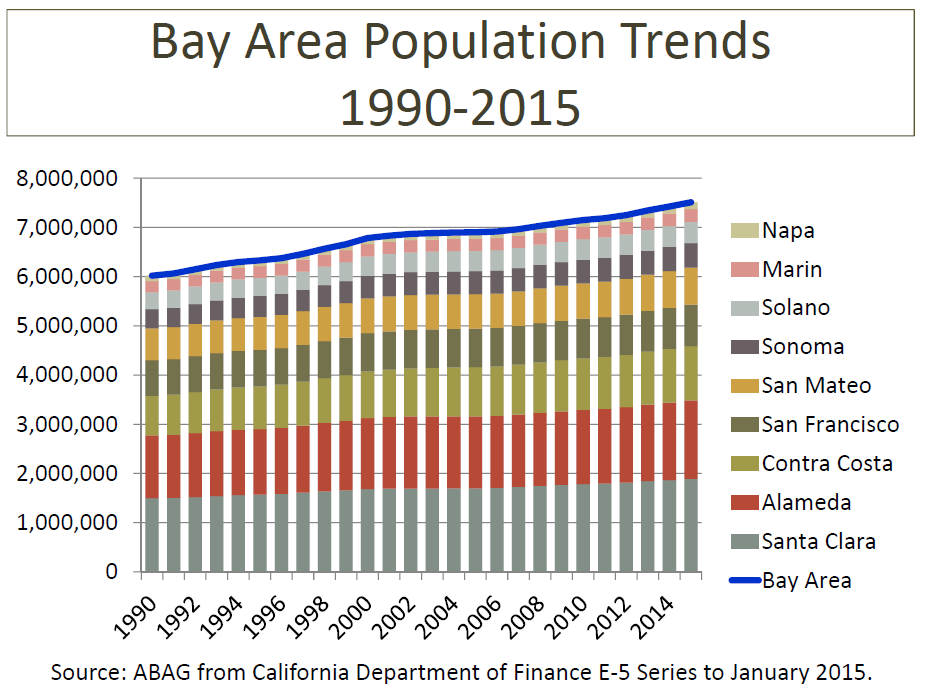 Bay Area Population Trends
1990-2015
8,000,000
7,000,000
6,000,000
5,000,000
4,000,000
3,000,000
2,000,000
1,000,000
0
1990
1992
1994
1996
1998
2000
2002
2004
2006
2008
2010
2012
2014
Napa
Marin
Solano
Sonoma
San Mateo
San Francisco
Contra Costa
Alameda
Santa Clara
Bay Area
Source: ABAG from California Department of Finance E-5 Series to January 2015.